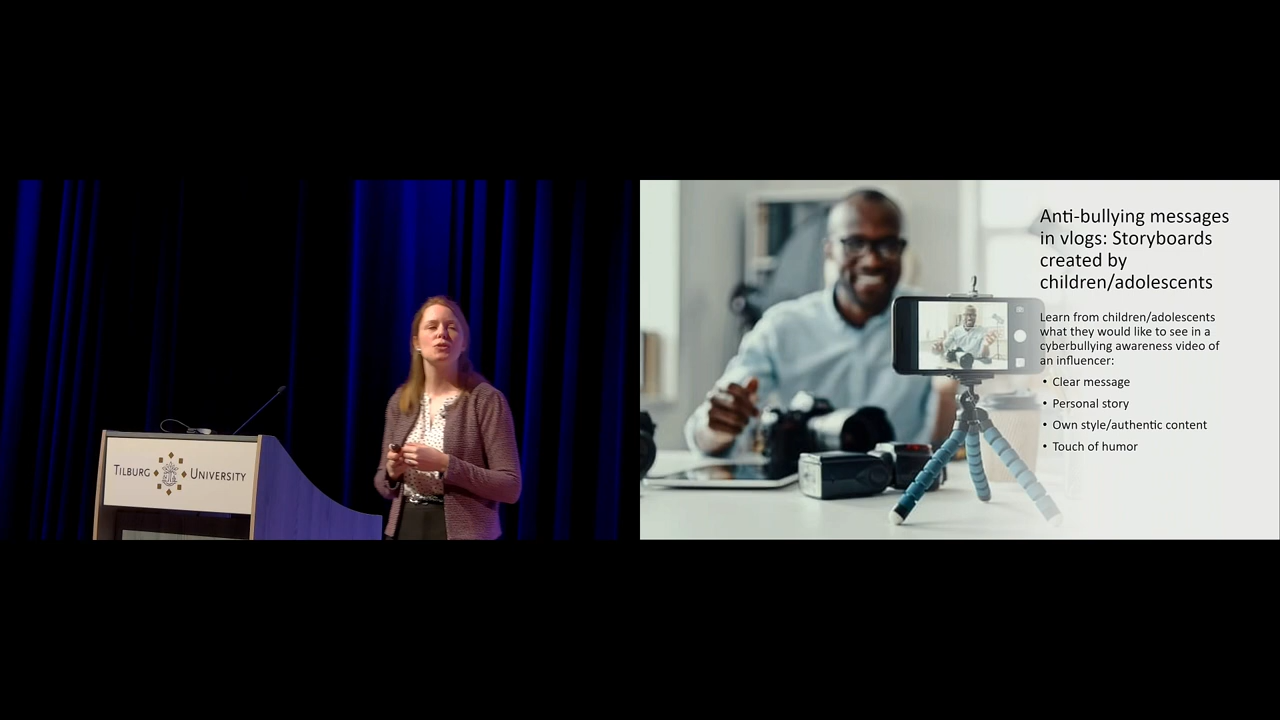 TILBURG UNIVERSITY
Anti-bullying messages
in vlogs: Storyboards
created by
children/adolescents
Learn from children/adolescents
what they would like to see in a
cyberbullying awareness video of
an influencer:
• Clear message
• Personal story
• Own style/authentic content
• Touch of humor